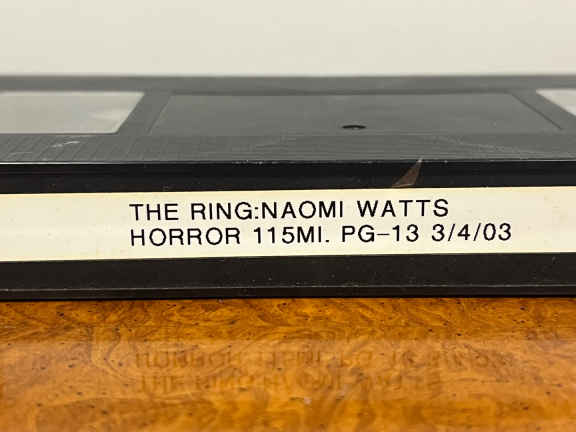 THE RING:NAOMI WATTS
HORROR 115MI. PG-13 3/4/03